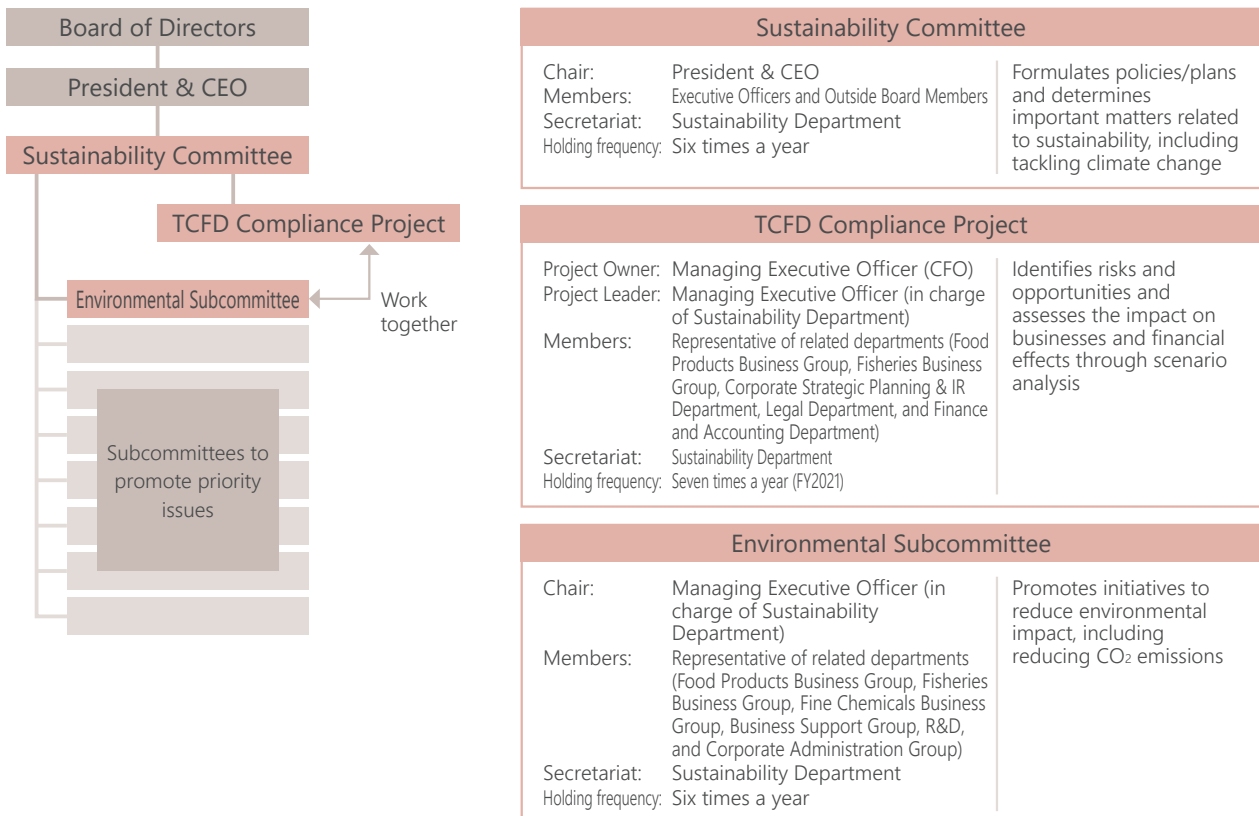 Board of Directors
President & CEO
Sustainability Committee
TCFD Compliance Project
Environmental Subcommittee
Work
together
Subcommittees to
promote priority
issues
Sustainability Committee
Chair: President & CEO
Members: Executive Officers and Outside Board Members
Secretariat: Sustainability Department
Holding frequency: Six times a year
Formulates policies/plans
and determines
important matters related
to sustainability, including
tackling climate change
TCFD Compliance Project
Project Owner: Managing Executive Officer (CFO)
Project Leader: Managing Executive Officer (in charge
of Sustainability Department)
Members: Representative of related departments (Food
Products Business Group, Fisheries Business
Group, Corporate Strategic Planning & IR
Department, Legal Department, and Finance
and Accounting Department)
Secretariat: Sustainability Department
Holding frequency: Seven times a year (FY2021)
Identifies risks and
opportunities and
assesses the impact on
businesses and financial
effects through scenario
analysis
Environmental Subcommittee
Chair: Managing Executive Officer (in
charge of Sustainability
Department)
Members: Representative of related departments
(Food Products Business Group, Fisheries
Business Group, Fine Chemicals Business
Group, Business Support Group, R&D,
and Corporate Administration Group)
Secretariat: Sustainability Department
Holding frequency: Six times a year
Promotes initiatives to
reduce environmental
impact, including
reducing CO₂ emissions